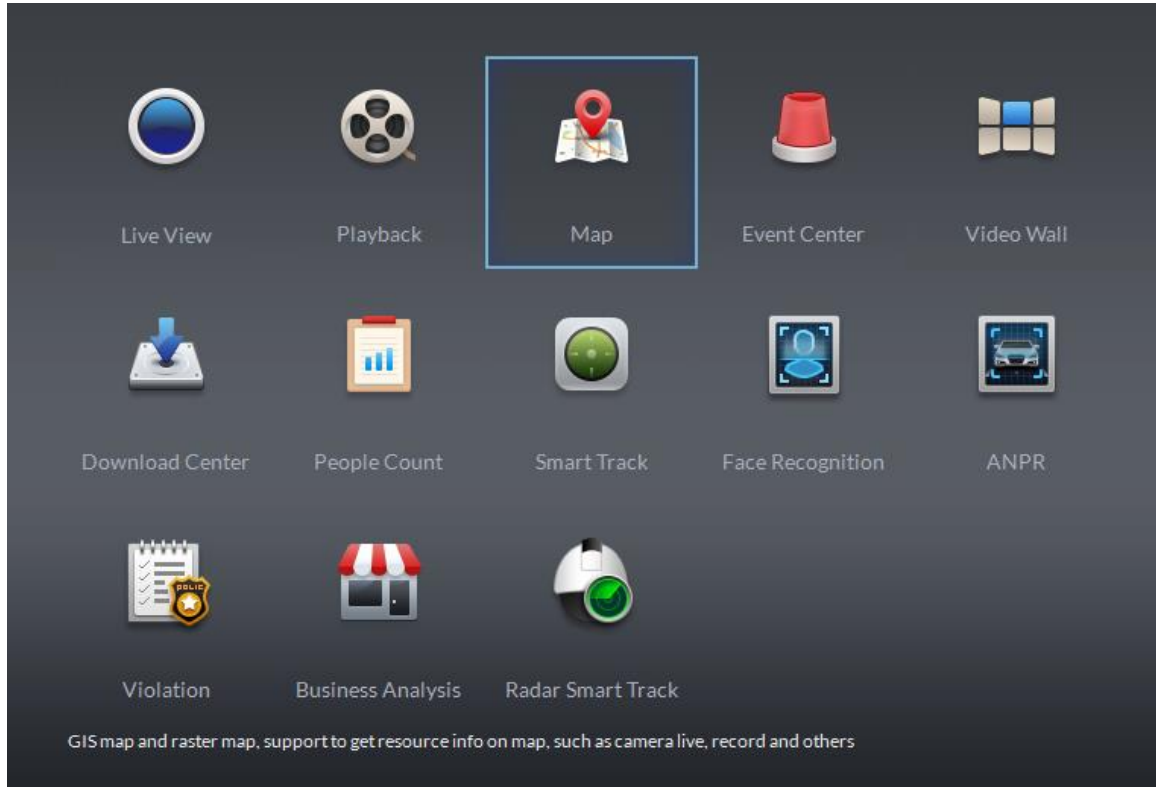 Live View
Playback
Map
Event Center
Video Wall
Download Center
People Count
Smart Track
Face Recognition
ANPR
POLIC
Violation
Business Analysis
Radar Smart Track
GIS map and raster map, support to get resource info on map, such as camera live, record and others